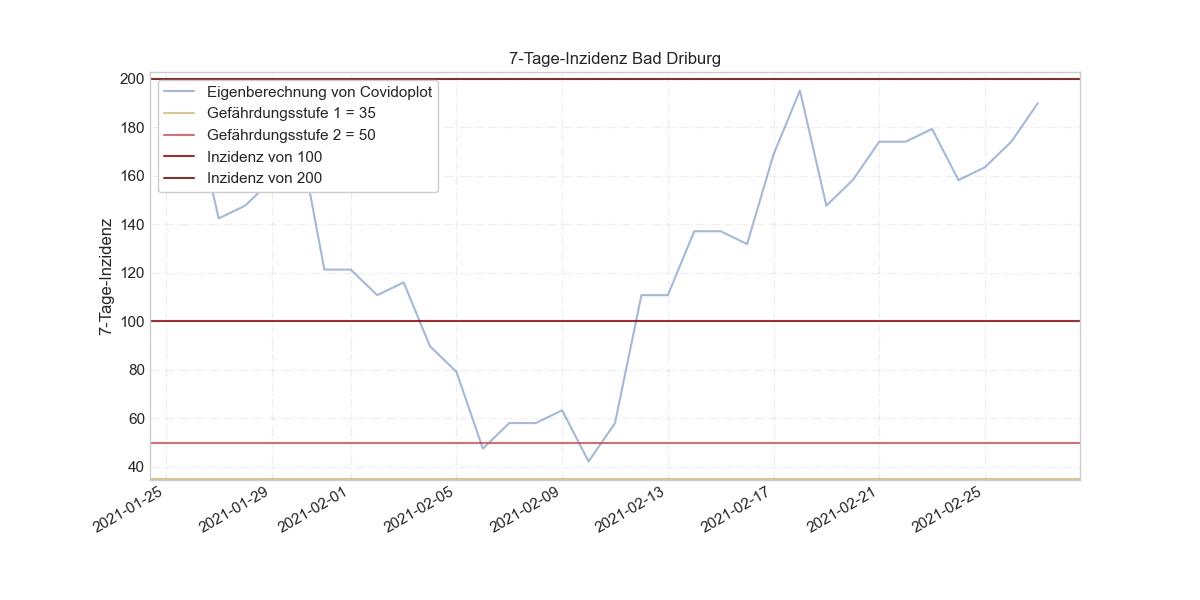 7-Tage-Inzidenz Bad Driburg
7-Tage-Inzidenz
200
180
160
140
120
100
80
60
40
Eigenberechnung von Covidoplot
Gefährdungsstufe 1 = 35
Gefährdungsstufe 2 = 50
Inzidenz von 100
Inzidenz von 200
2021-01-25
2021-01-29
2021-02-01
2021-02-05
2021-02-09
2021-02-13
2021-02-17
2021-02-21
2021-02-25